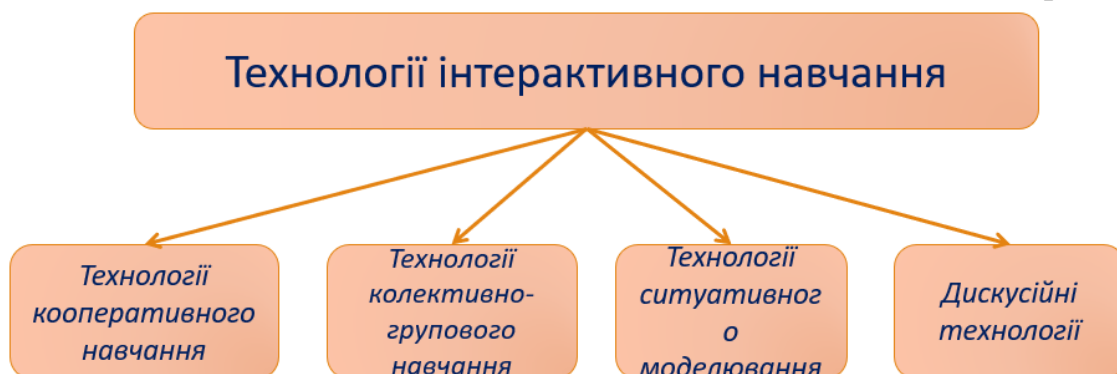 Технології інтерактивного навчання
Технології
кооперативного
навчання
Технології
колективно-
групового
навчання
Технології
ситуативног
о
моделювання
Дискусійні
технології